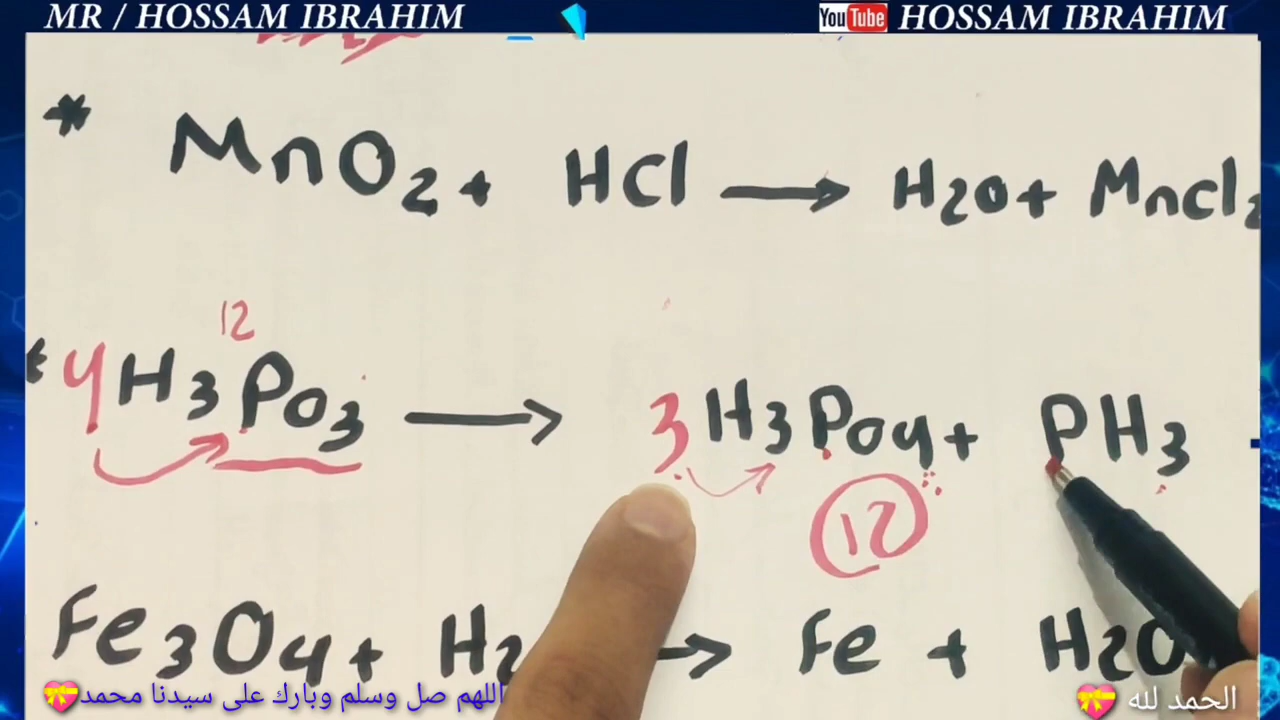 MR / HOSSAM IBRAHIM YouTube HOSSAM IBRAHIM
* MnO2 + HCl → H2O + MnCl2
12
4H3PO3 → 3H3PO4 + PH3
12
Fe3O4 + H2 → Fe + H2O
اللهم صل وسلم وبارك على سيدنا محمد💝 الحمد لله 💝